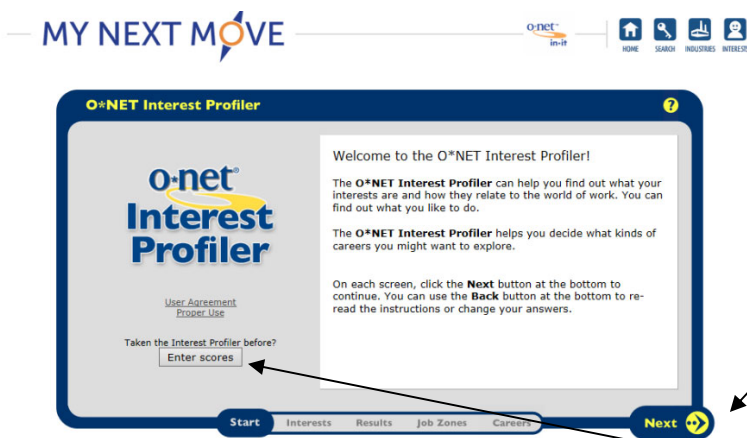 MY NEXT MOVE
o·net®
in-it
HOME
SEARCH
INDUSTRIES
INTERESTS
O*NET Interest Profiler
?
o·net®
Interest
Profiler
User Agreement
Proper Use
Taken the Interest Profiler before?
Enter scores
Welcome to the O*NET Interest Profiler!
The O*NET Interest Profiler can help you find out what your
interests are and how they relate to the world of work. You can
find out what you like to do.
The O*NET Interest Profiler helps you decide what kinds of
careers you might want to explore.
On each screen, click the Next button at the bottom to
continue. You can use the Back button at the bottom to re-
read the instructions or change your answers.
Start
Interests
Results
Job Zones
Careers
Next